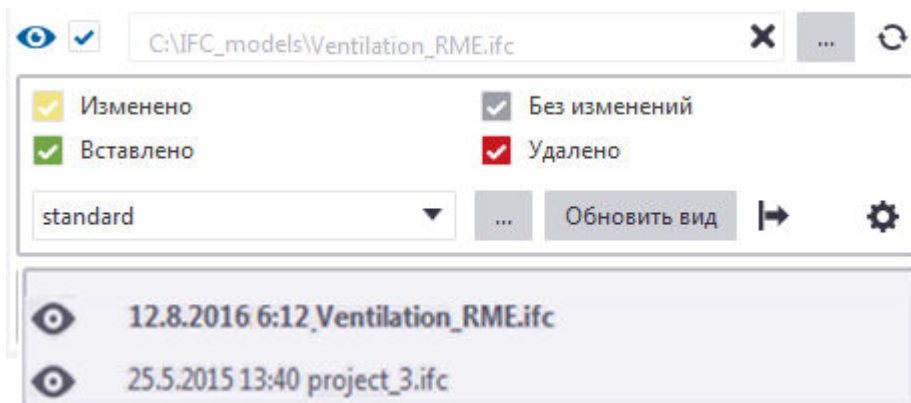 C:\IFC_models\Ventilation_RME.ifc ...
Изменено Без изменений
Вставлено Удалено
standard ... Обновить вид
12.8.2016 6:12 Ventilation_RME.ifc
25.5.2015 13:40 project_3.ifc